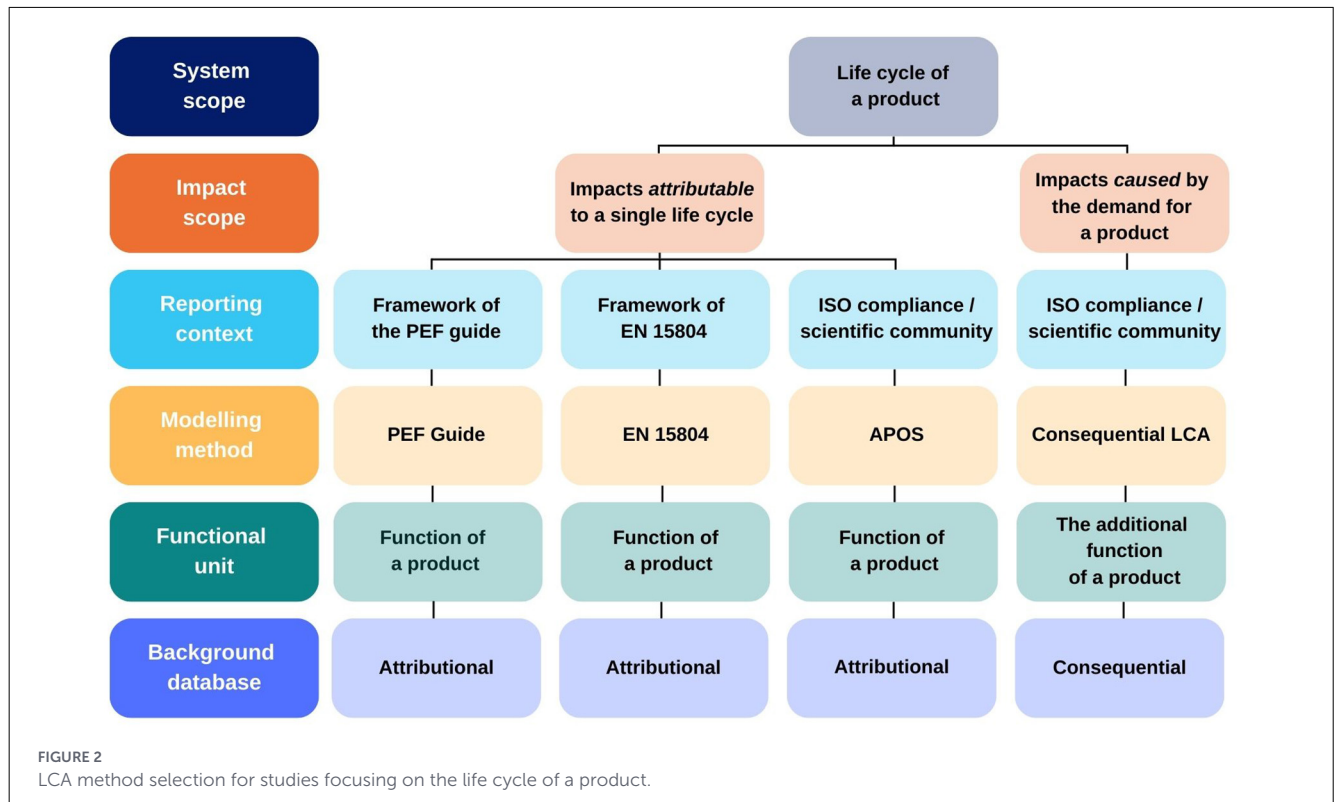 System
scope
Life cycle of
a product
Impact
scope
Impacts attributable
to a single life cycle
Impacts caused by
the demand for
a product
Reporting
context
Framework of
the PEF guide
Framework of
EN 15804
ISO compliance /
scientific community
ISO compliance /
scientific community
Modelling
method
PEF Guide
EN 15804
APOS
Consequential LCA
Functional
unit
Function of
a product
Function of
a product
Function of
a product
The additional
function
of a product
Background
database
Attributional
Attributional
Attributional
Consequential
FIGURE 2
LCA method selection for studies focusing on the life cycle of a product.